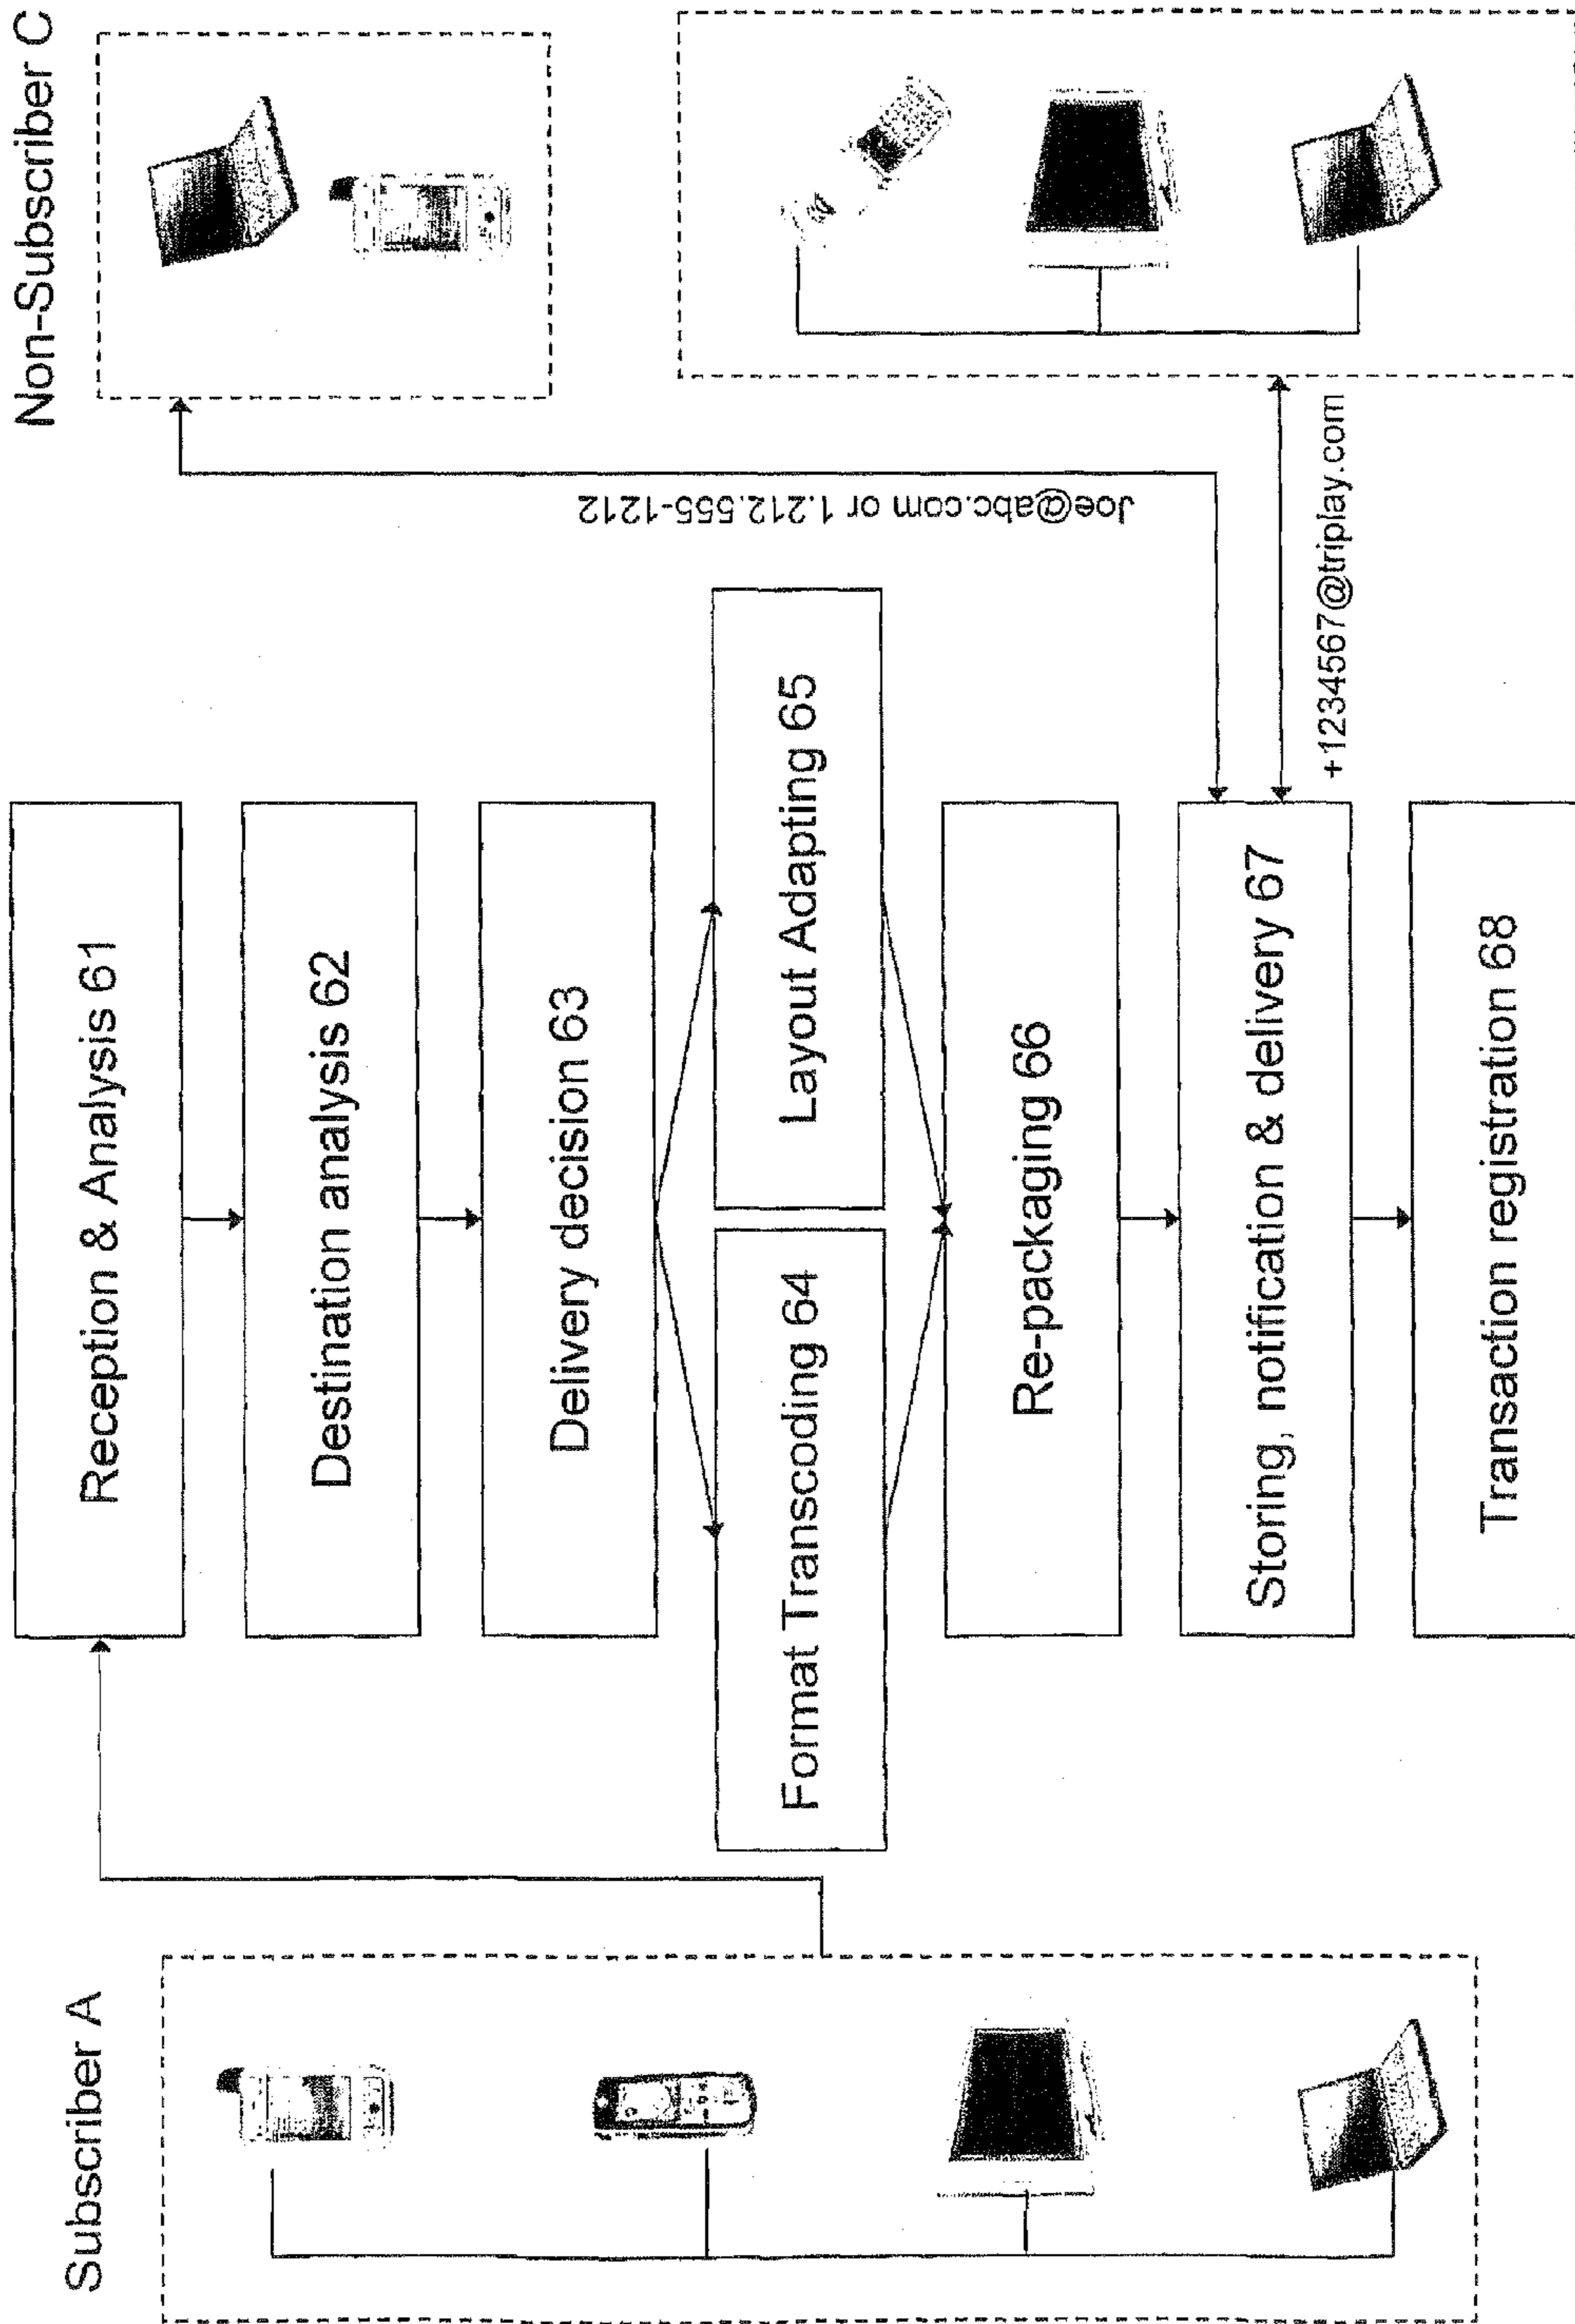 Subscriber A
Non-Subscriber C
Reception & Analysis 61
Destination analysis 62
Delivery decision 63
Format Transcoding 64
Layout Adapting 65
Re-packaging 66
Storing, notification & delivery 67
Transaction registration 68
Joe@abc.com or 1.212.555-1212
+1234567@triplay.com